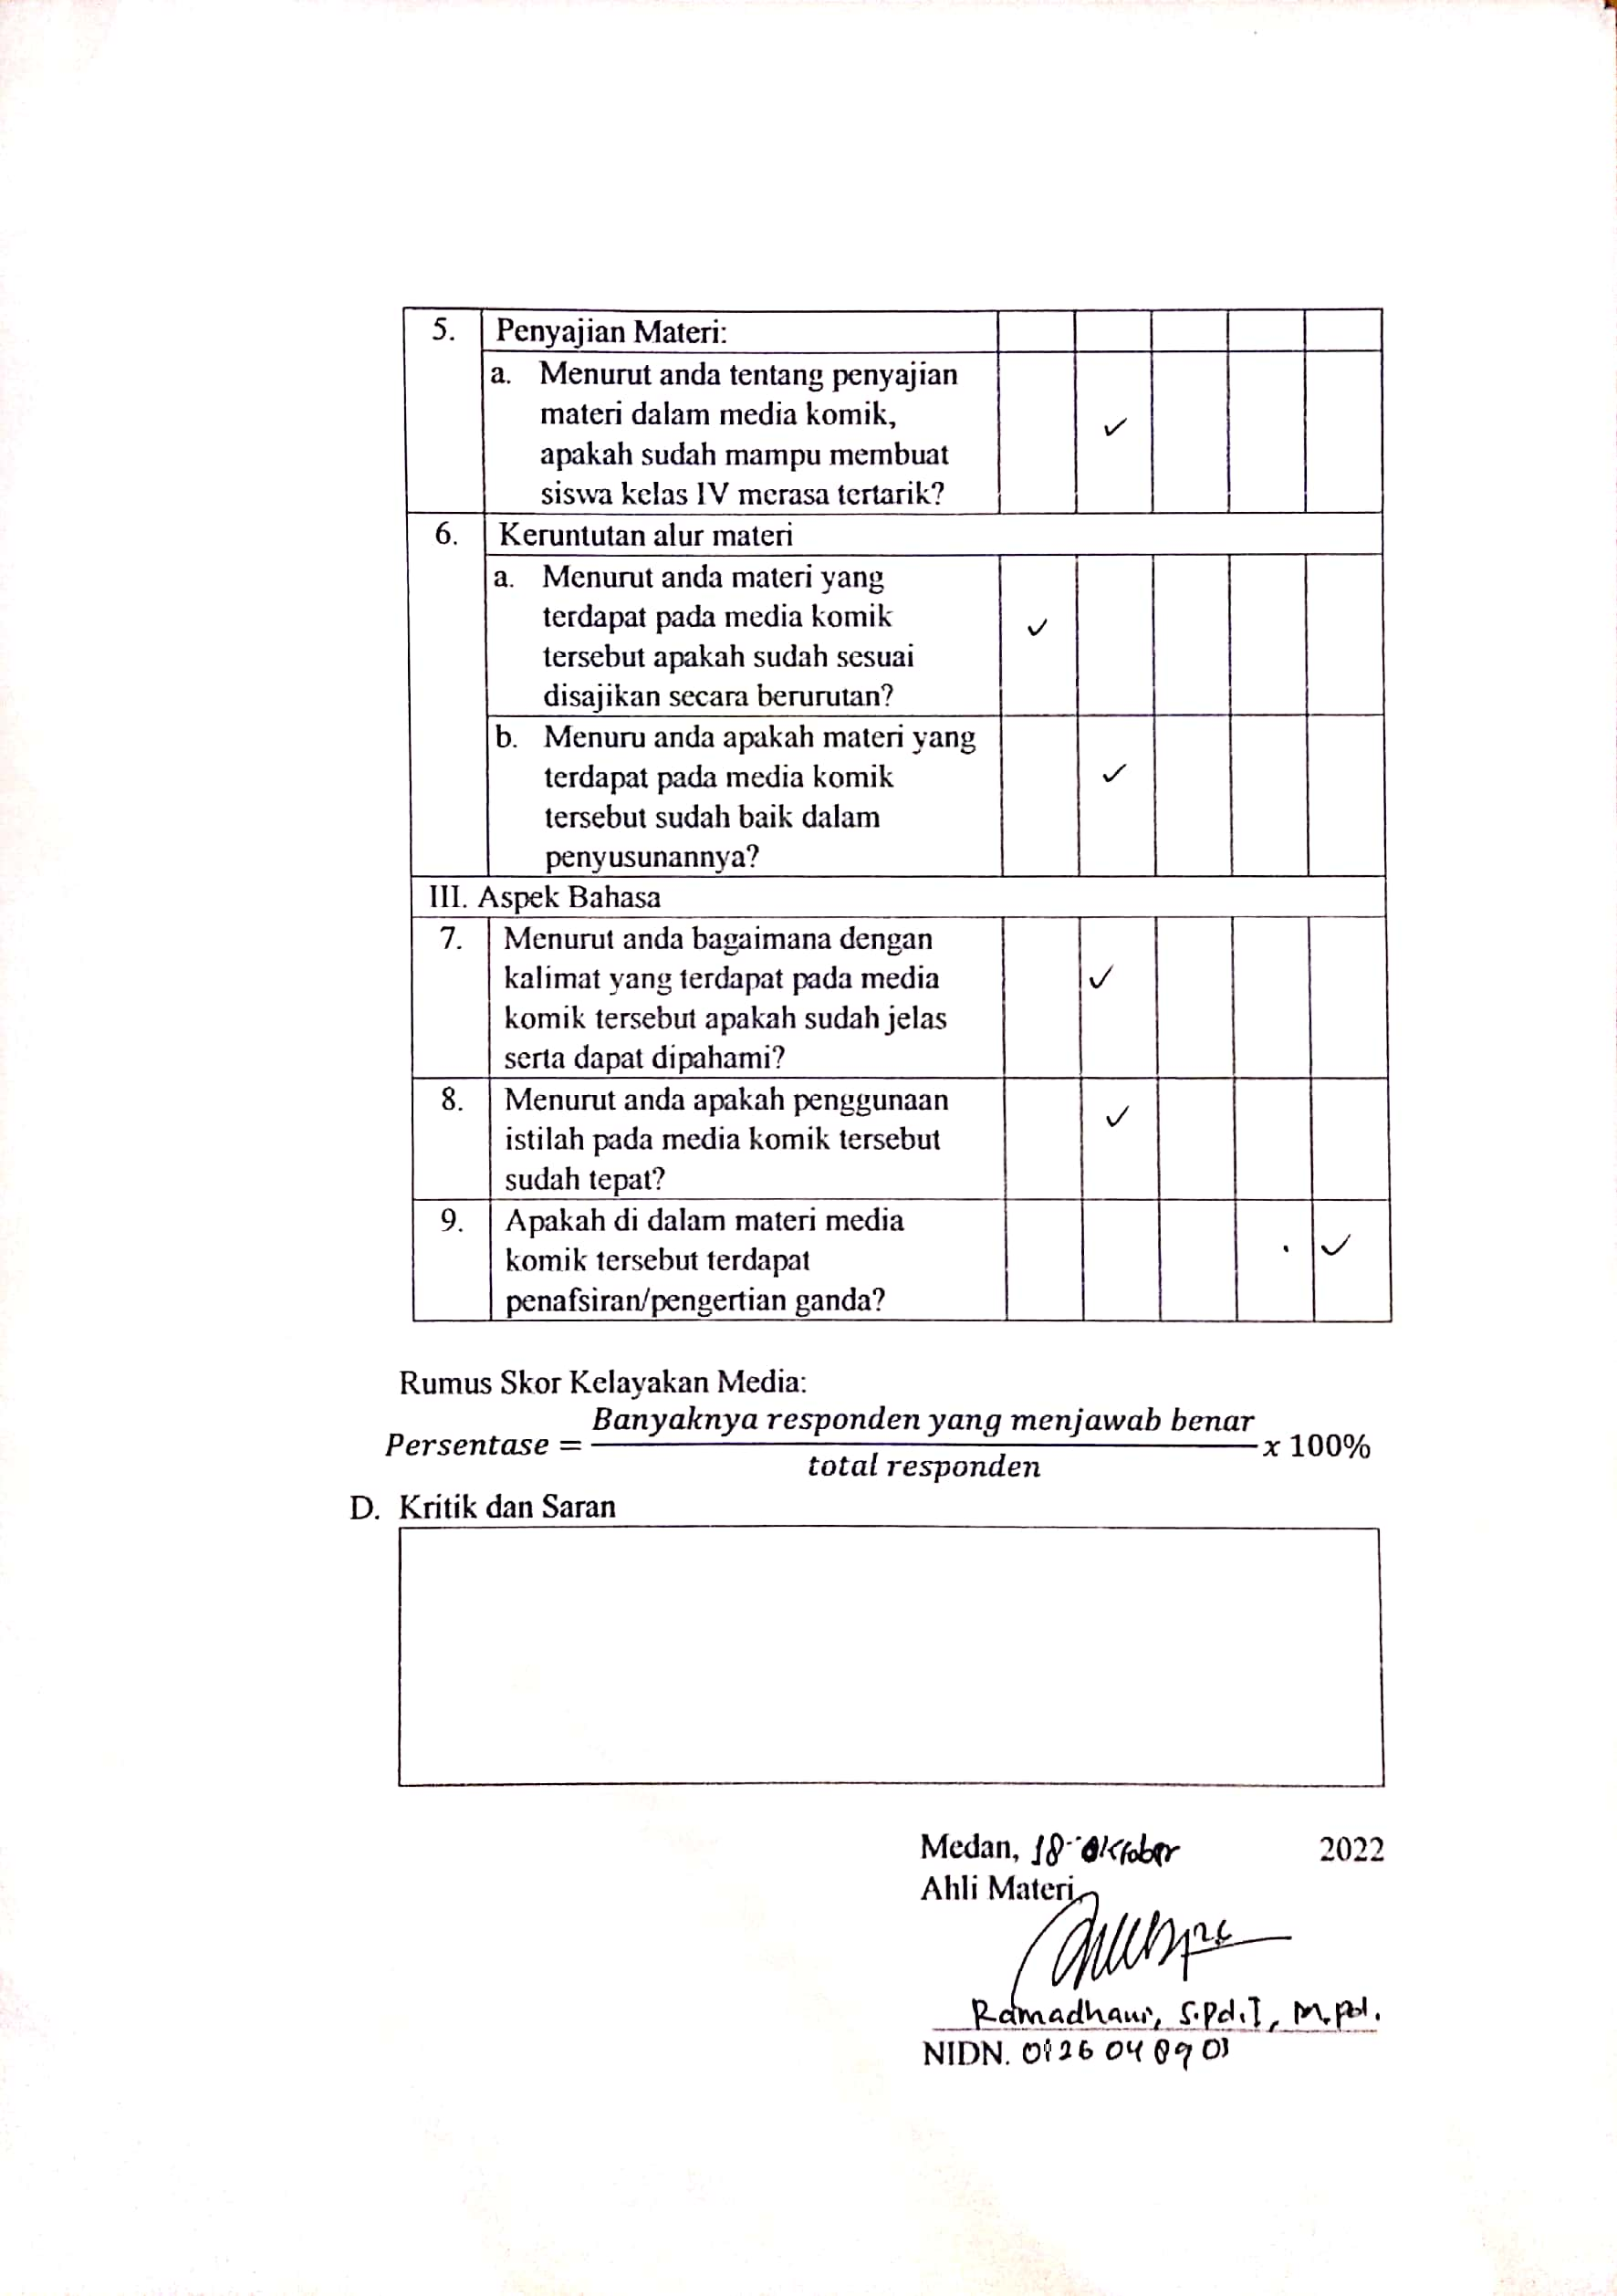 5. Penyajian Materi:
a. Menurut anda tentang penyajian
materi dalam media komik,
apakah sudah mampu membuat
siswa kelas IV merasa tertarik?
✓
6. Keruntutan alur materi
a. Menurut anda materi yang
terdapat pada media komik
tersebut apakah sudah sesuai
disajikan secara berurutan?
✓
b. Menuru anda apakah materi yang
terdapat pada media komik
tersebut sudah baik dalam
penyusunannya?
✓
III. Aspek Bahasa
7. Menurut anda bagaimana dengan
kalimat yang terdapat pada media
komik tersebut apakah sudah jelas
serta dapat dipahami?
✓
8. Menurut anda apakah penggunaan
istilah pada media komik tersebut
sudah tepat?
✓
9. Apakah di dalam materi media
komik tersebut terdapat
penafsiran/pengertian ganda?
✓
Rumus Skor Kelayakan Media:
Banyaknya responden yang menjawab benar
Persentase = x 100%
total responden
D. Kritik dan Saran
Medan, 18 Oktober 2022
Ahli Materi
Ramadhani, S.Pd.I, M.Pd.
NIDN.